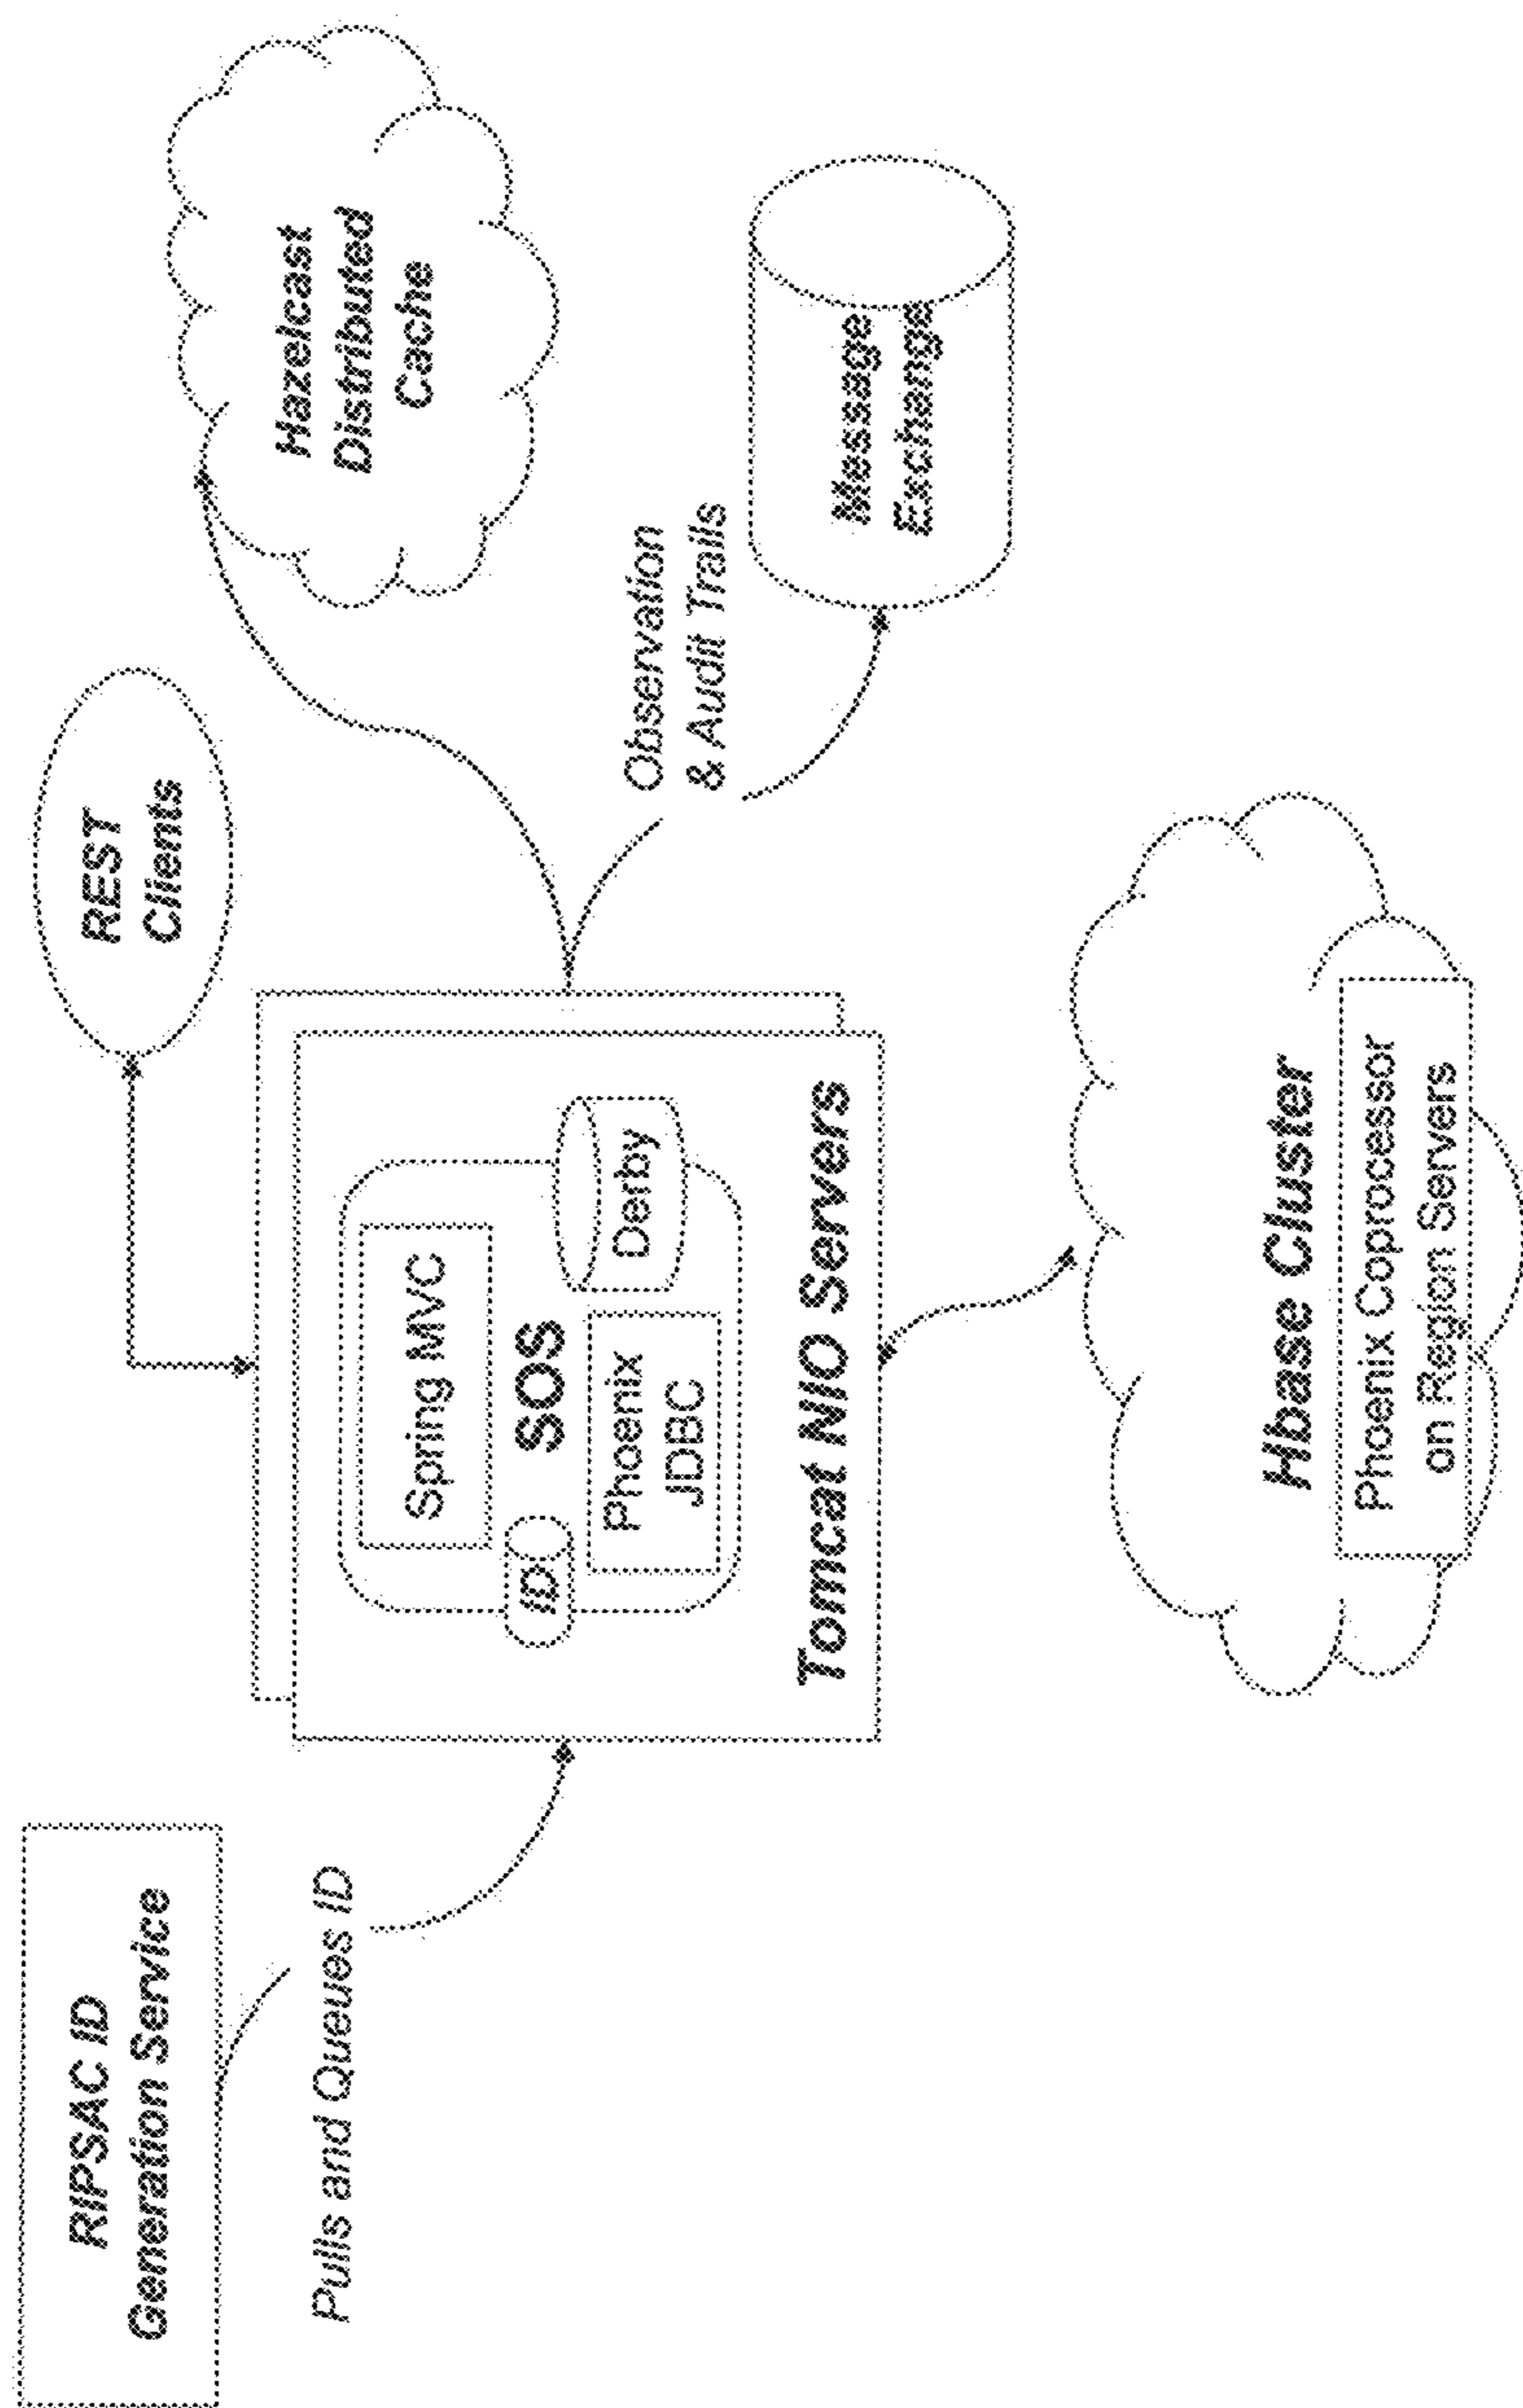 RIPSAC ID
Generation Service
Pulls and Queues ID
REST
Clients
Hazelcast
Distributed
Cache
Spring MVC
ID
SOS
Phoenix
JDBC
Derby
Tomcat NIO Servers
Observation
& Audit Trails
Message
Eschange
Hbase Cluster
Phoenix Coprocessor
on Region Servers